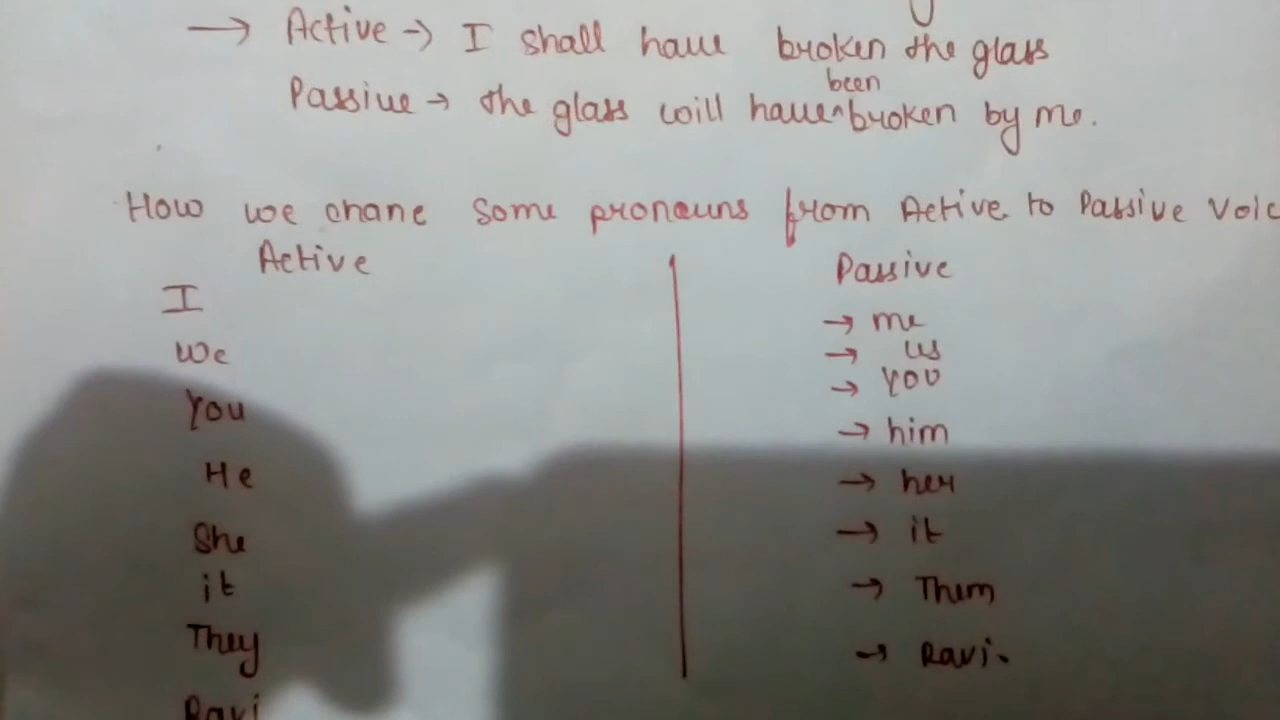 → Active → I shall have broken the glass
been
Passive → the glass will have^broken by me.
How we chane some pronouns from Active to Passive Voic
Active | Passive
I → me
We → us
You → YOU
He → him
She → her
it → it
They → Them
Ravi → Ravi.